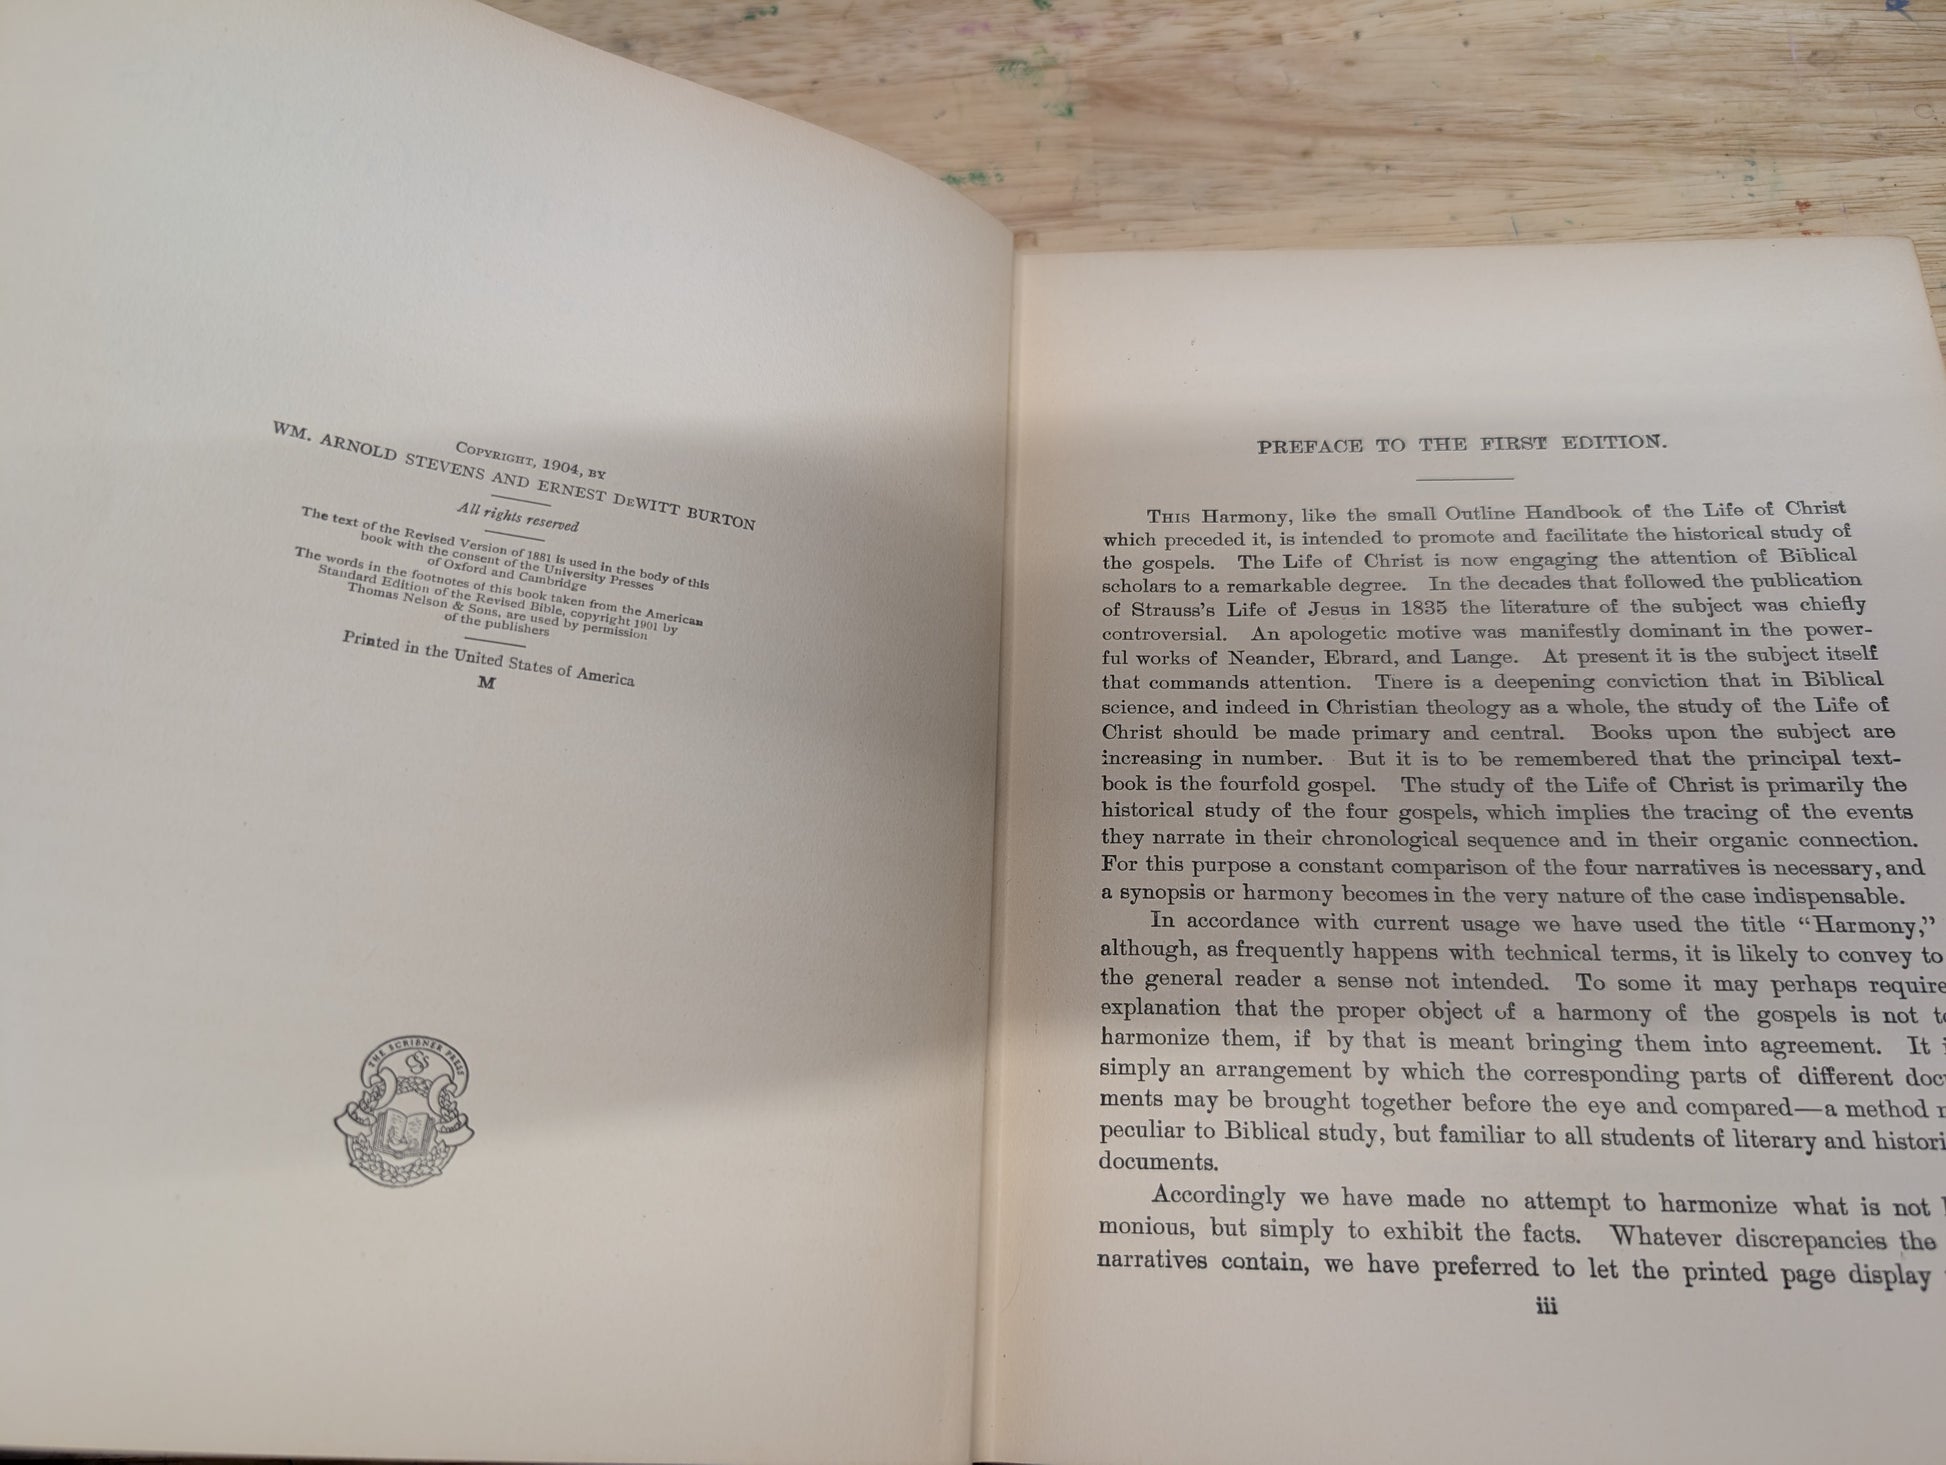 COPYRIGHT, 1904, BY
WM. ARNOLD STEVENS AND ERNEST DEWITT BURTON
All rights reserved
The text of the Revised Version of 1881 is used in the body of this
book with the consent of the University Presses
of Oxford and Cambridge
The words in the footnotes of this book taken from the American
Standard Edition of the Revised Bible, copyright 1901 by
Thomas Nelson & Sons, are used by permission
of the publishers
Printed in the United States of America
M
THE SCRIBNER PRESS
CSS
PREFACE TO THE FIRST EDITION.
THIS Harmony, like the small Outline Handbook of the Life of Christ
which preceded it, is intended to promote and facilitate the historical study of
the gospels. The Life of Christ is now engaging the attention of Biblical
scholars to a remarkable degree. In the decades that followed the publication
of Strauss's Life of Jesus in 1835 the literature of the subject was chiefly
controversial. An apologetic motive was manifestly dominant in the power-
ful works of Neander, Ebrard, and Lange. At present it is the subject itself
that commands attention. There is a deepening conviction that in Biblical
science, and indeed in Christian theology as a whole, the study of the Life of
Christ should be made primary and central. Books upon the subject are
increasing in number. But it is to be remembered that the principal text-
book is the fourfold gospel. The study of the Life of Christ is primarily the
historical study of the four gospels, which implies the tracing of the events
they narrate in their chronological sequence and in their organic connection.
For this purpose a constant comparison of the four narratives is necessary, and
a synopsis or harmony becomes in the very nature of the case indispensable.
In accordance with current usage we have used the title “Harmony,”
although, as frequently happens with technical terms, it is likely to convey to
the general reader a sense not intended. To some it may perhaps require
explanation that the proper object of a harmony of the gospels is not
harmonize them, if by that is meant bringing them into agreement. It
simply an arrangement by which the corresponding parts of different
ments may be brought together before the eye and compared—a method
peculiar to Biblical study, but familiar to all students of literary and
documents.
Accordingly we have made no attempt to harmonize what is not
monious, but simply to exhibit the facts. Whatever discrepancies the
narratives contain, we have preferred to let the printed page display
iii